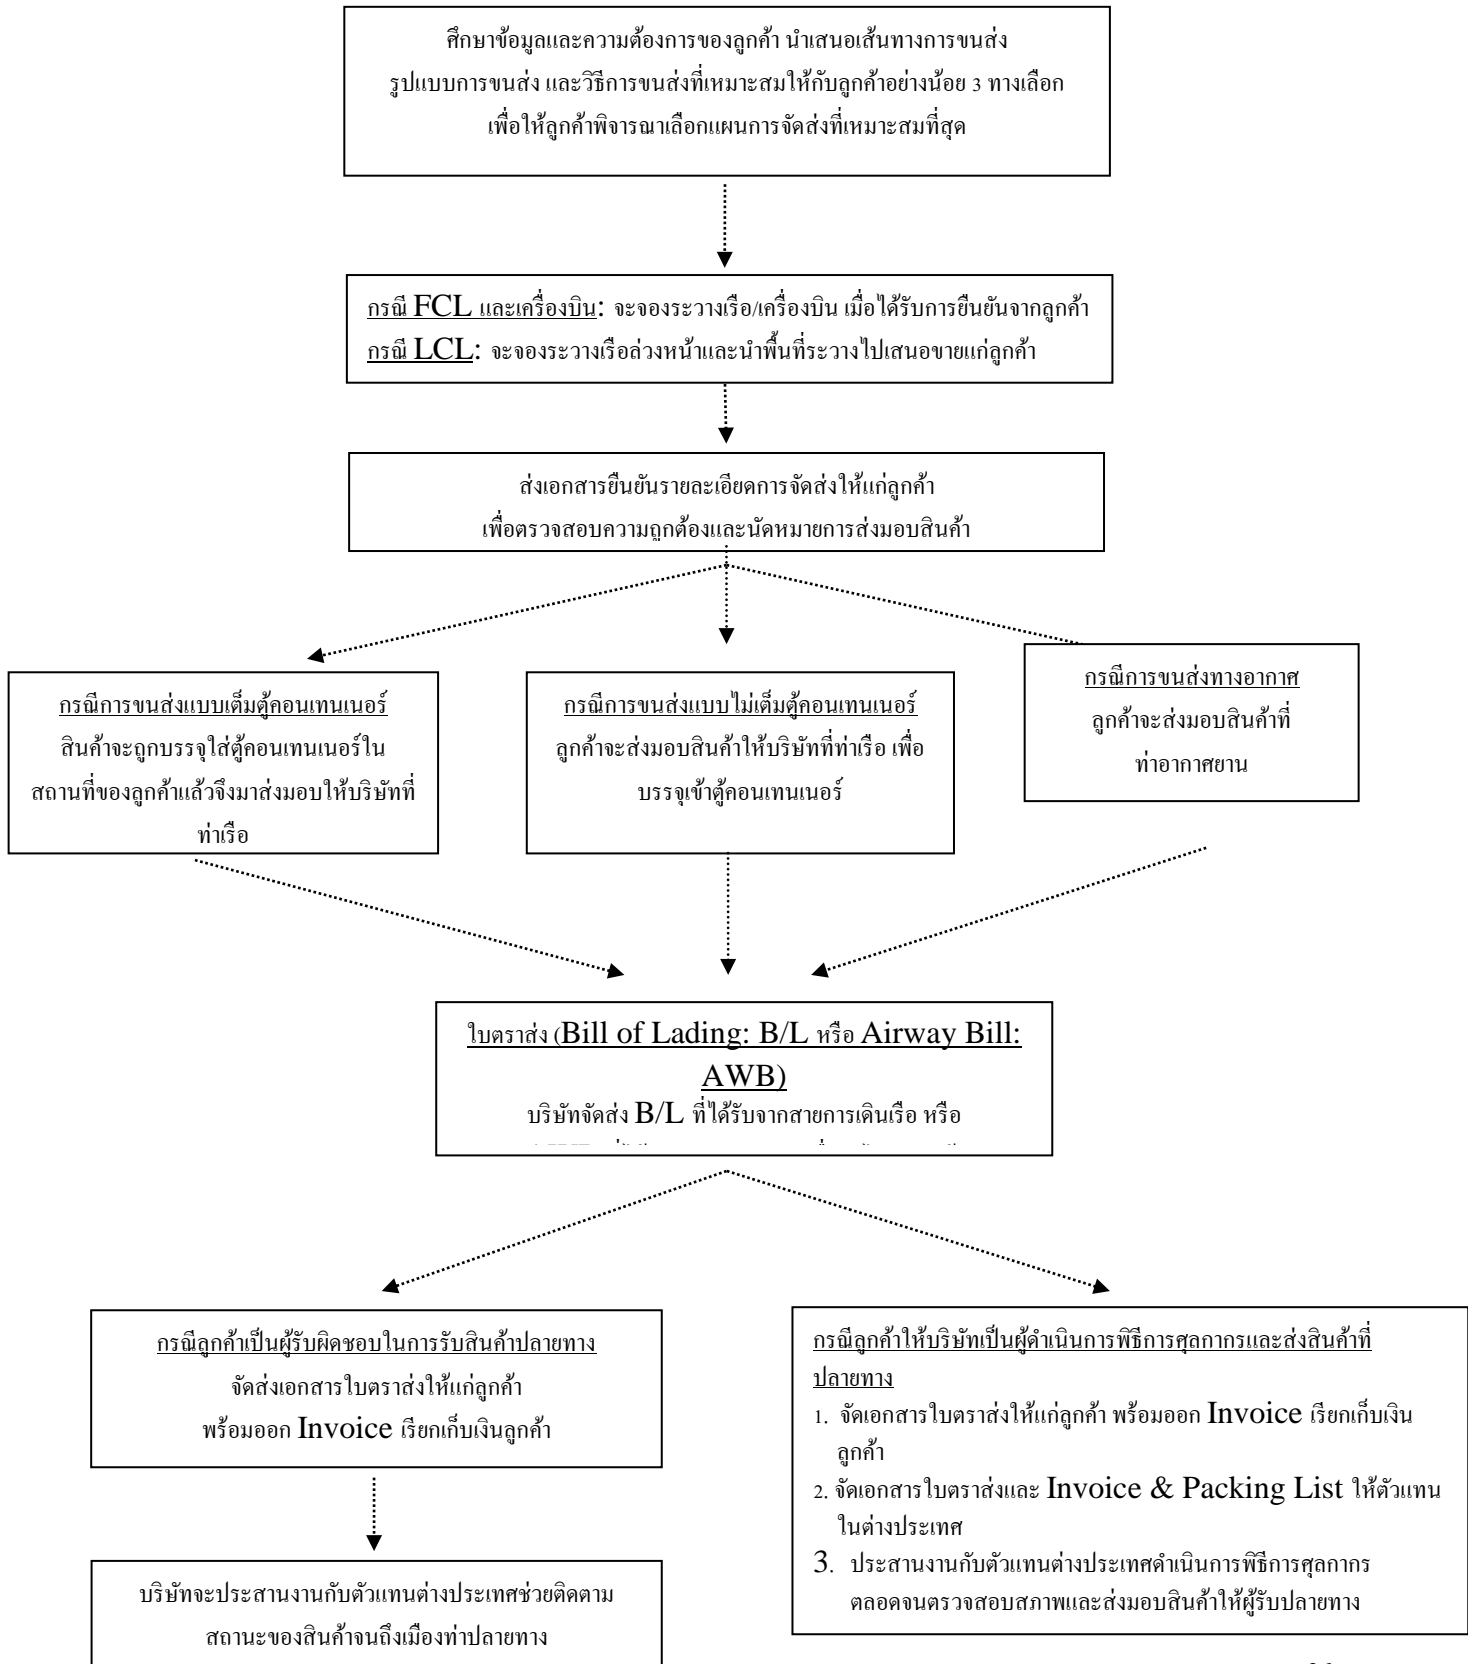 ศึกษาข้อมูลและความต้องการของลูกค้า นำเสนอเส้นทางการขนส่ง
รูปแบบการขนส่ง และวิธีการขนส่งที่เหมาะสมให้กับลูกค้าอย่างน้อย 3 ทางเลือก
เพื่อให้ลูกค้าพิจารณาเลือกแผนการจัดส่งที่เหมาะสมที่สุด
กรณี FCL และเครื่องบิน: จะจองระวางเรือ/เครื่องบิน เมื่อได้รับการยืนยันจากลูกค้า
กรณี LCL: จะจองระวางเรือล่วงหน้าและนำพื้นที่ระวางไปเสนอขายแก่ลูกค้า
ส่งเอกสารยืนยันรายละเอียดการจัดส่งให้แก่ลูกค้า
เพื่อตรวจสอบความถูกต้องและนัดหมายการส่งมอบสินค้า
กรณีการขนส่งแบบเต็มตู้คอนเทนเนอร์
สินค้าจะถูกบรรจุใส่ตู้คอนเทนเนอร์ใน
สถานที่ของลูกค้าแล้วจึงมาส่งมอบให้บริษัทที่
ท่าเรือ
กรณีการขนส่งแบบไม่เต็มตู้คอนเทนเนอร์
ลูกค้าจะส่งมอบสินค้าให้บริษัทที่ท่าเรือ เพื่อ
บรรจุเข้าตู้คอนเทนเนอร์
กรณีการขนส่งทางอากาศ
ลูกค้าจะส่งมอบสินค้าที่
ท่าอากาศยาน
ใบตราส่ง (Bill of Lading: B/L หรือ Airway Bill:
AWB)
บริษัทจัดส่ง B/L ที่ได้รับจากสายการเดินเรือ หรือ
กรณีลูกค้าเป็นผู้รับผิดชอบในการรับสินค้าปลายทาง
จัดส่งเอกสารใบตราส่งให้แก่ลูกค้า
พร้อมออก Invoice เรียกเก็บเงินลูกค้า
บริษัทจะประสานงานกับตัวแทนต่างประเทศช่วยติดตาม
สถานะของสินค้าจนถึงเมืองท่าปลายทาง
กรณีลูกค้าให้บริษัทเป็นผู้ดำเนินการพิธีการศุลกากรและส่งสินค้าที่
ปลายทาง
1. จัดเอกสารใบตราส่งให้แก่ลูกค้า พร้อมออก Invoice เรียกเก็บเงิน
ลูกค้า
2. จัดเอกสารใบตราส่งและ Invoice & Packing List ให้ตัวแทน
ในต่างประเทศ
3. ประสานงานกับตัวแทนต่างประเทศดำเนินการพิธีการศุลกากร
ตลอดจนตรวจสอบสภาพและส่งมอบสินค้าให้ผู้รับปลายทาง